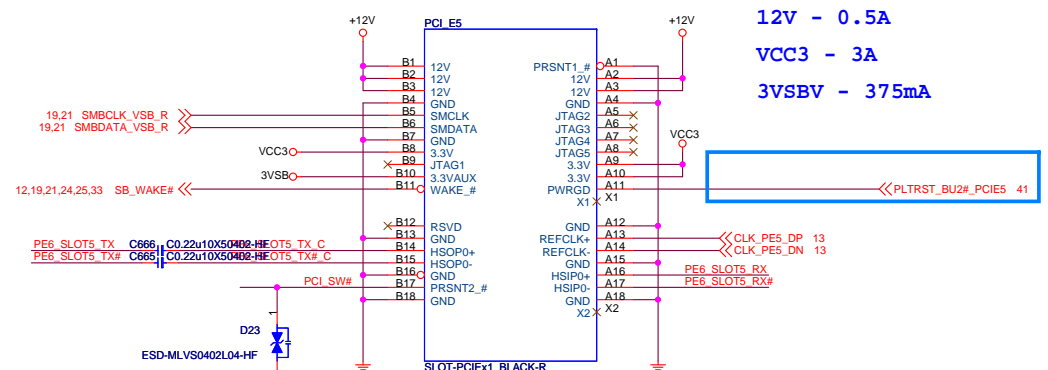 12V - 0.5A
VCC3 - 3A
3VSBV - 375mA
+12V
PCI_E5
+12V
B1 12V
B2 12V
B3 12V
B4 GND
19,21 SMBCLK_VSB_R B5 SMCLK
19,21 SMBDATA_VSB_R B6 SMDATA
B7 GND
VCC3 B8 3.3V
B9 JTAG1
3VSB B10 3.3VAUX
12,19,21,24,25,33 SB_WAKE# B11 WAKE_#
B12 RSVD
B13 GND
PE6_SLOT5_TX C666 C0.22u10X50402-HF SLOT5_TX_C B14 HSOP0+
PE6_SLOT5_TX# C665 C0.22u10X50402-HF SLOT5_TX#_C B15 HSOP0-
B16 GND
PCI_SW# B17 PRSNT2_#
B18 GND
PRSNT1_# A1
12V A2
12V A3
GND A4
JTAG2 A5
JTAG3 A6
JTAG4 A7
JTAG5 A8
VCC3
3.3V A9
3.3V A10
PWRGD A11 PLTRST_BU2#_PCIE5 41
X1 X1
GND A12
REFCLK+ A13 CLK_PE5_DP 13
REFCLK- A14 CLK_PE5_DN 13
GND A15
HSIP0+ A16 PE6_SLOT5_RX
HSIP0- A17 PE6_SLOT5_RX#
GND A18
X2 X2
1
D23
ESD-MLVS0402L04-HF
SLOT-PCIEx1_BLACK-R